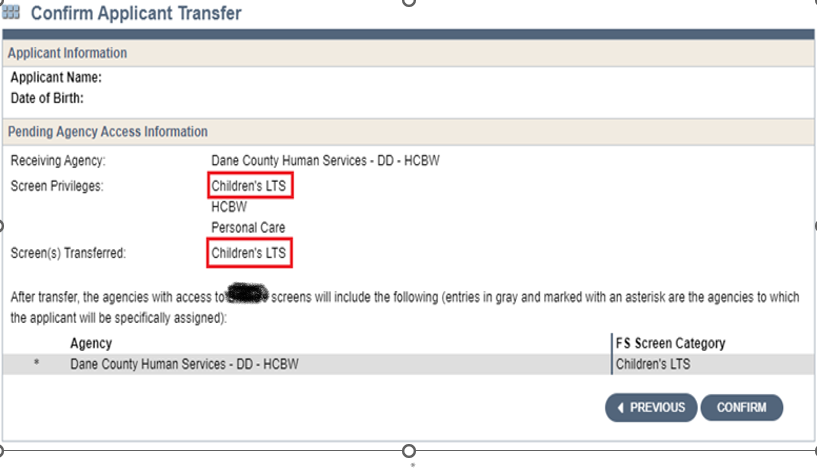 Confirm Applicant Transfer
Applicant Information
Applicant Name:
Date of Birth:
Pending Agency Access Information
Receiving Agency: Dane County Human Services - DD - HCBW
Screen Privileges: Children's LTS
HCBW
Personal Care
Screen(s) Transferred: Children's LTS
After transfer, the agencies with access to screens will include the following (entries in gray and marked with an asterisk are the agencies to which
the applicant will be specifically assigned):
Agency FS Screen Category
* Dane County Human Services - DD - HCBW Children's LTS
PREVIOUS CONFIRM